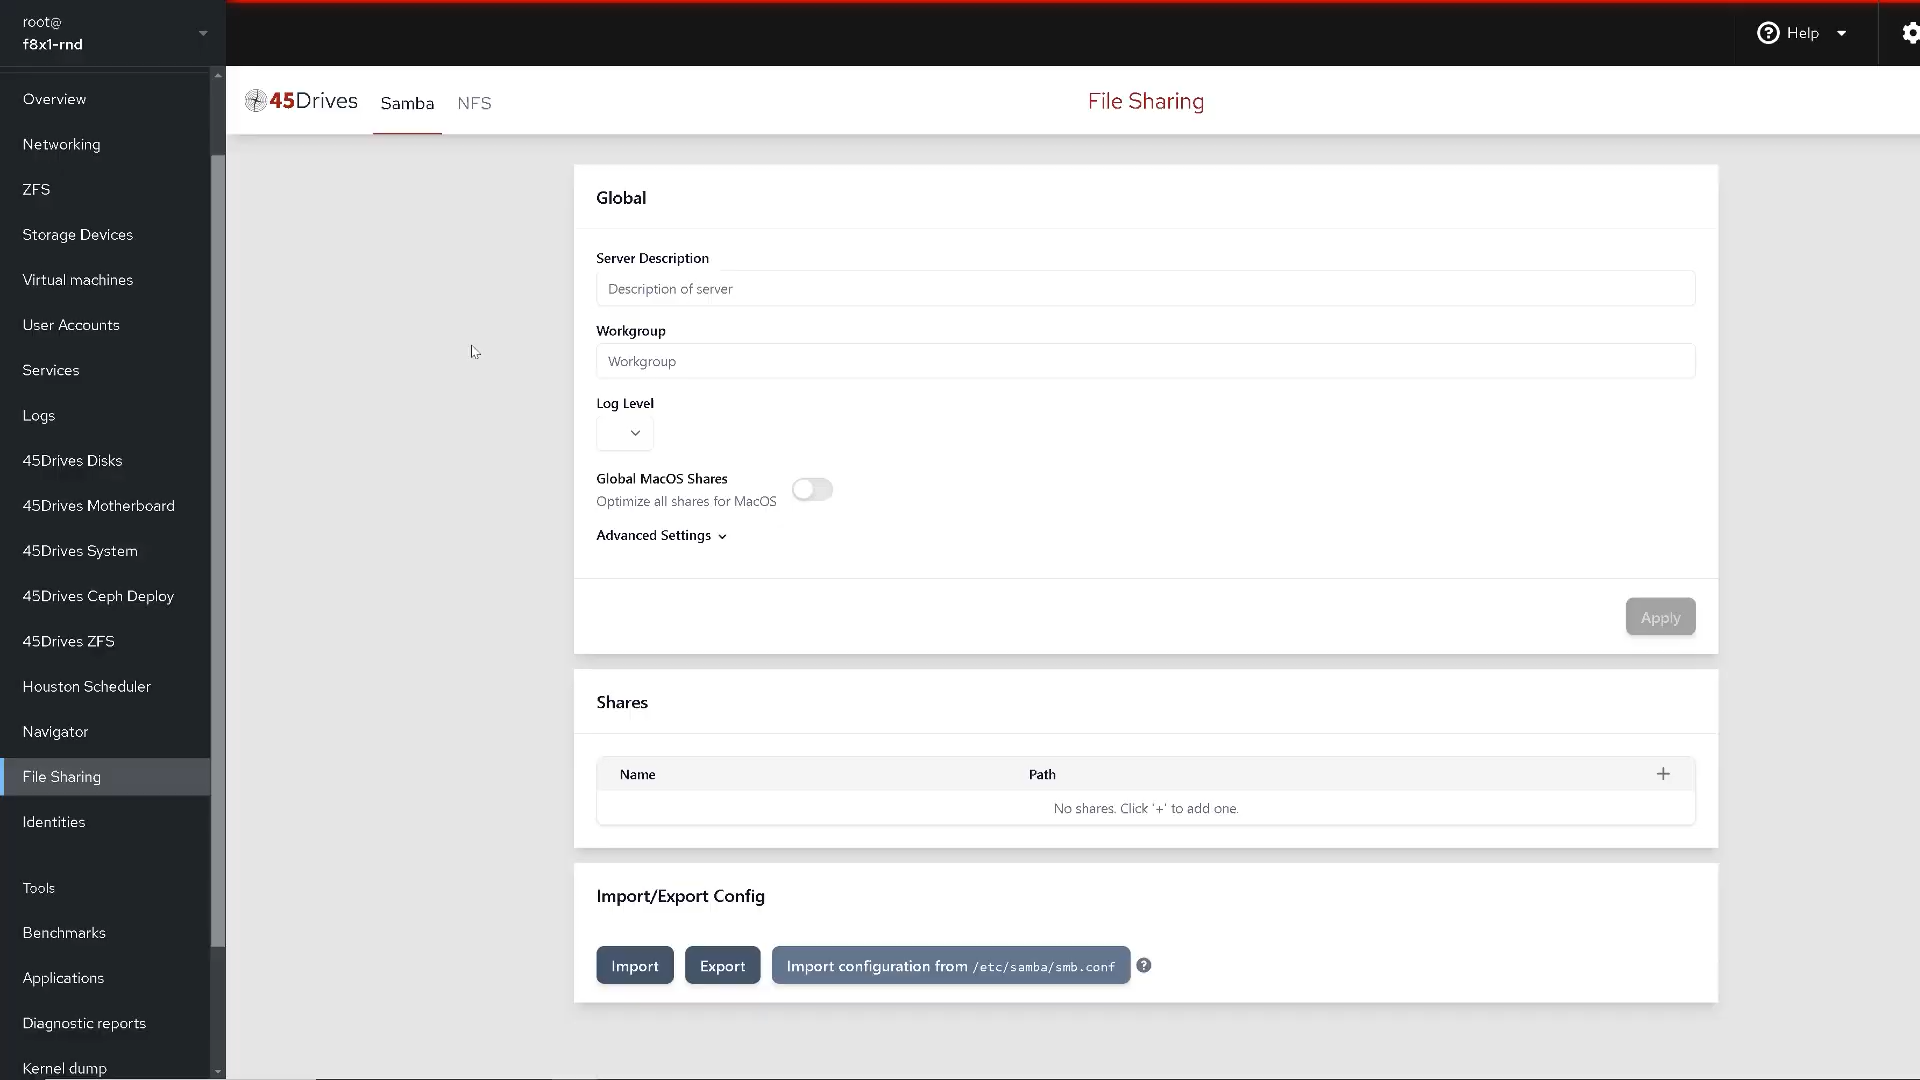 root@
f8x1-rnd
Help
Overview
Networking
ZFS
Storage Devices
Virtual machines
User Accounts
Services
Logs
45Drives Disks
45Drives Motherboard
45Drives System
45Drives Ceph Deploy
45Drives ZFS
Houston Scheduler
Navigator
File Sharing
Identities
Tools
Benchmarks
Applications
Diagnostic reports
Kernel dump
45Drives Samba NFS
File Sharing
Global
Server Description
Description of server
Workgroup
Workgroup
Log Level
Global MacOS Shares
Optimize all shares for MacOS
Advanced Settings
Apply
Shares
Name Path +
No shares. Click '+' to add one.
Import/Export Config
Import Export Import configuration from /etc/samba/smb.conf ?